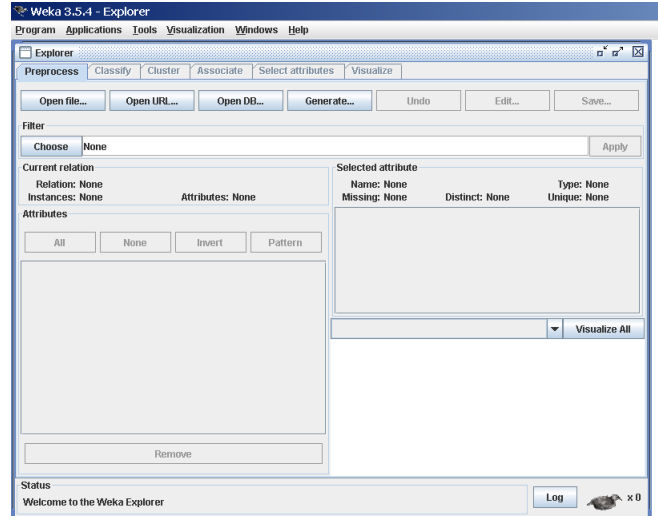 Weka 3.5.4 - Explorer
Program Applications Tools Visualization Windows Help
Explorer
Preprocess Classify Cluster Associate Select attributes Visualize
Open file... Open URL... Open DB... Generate... Undo Edit... Save...
Filter
Choose None Apply
Current relation
Relation: None
Instances: None Attributes: None
Selected attribute
Name: None Type: None
Missing: None Distinct: None Unique: None
Attributes
All None Invert Pattern
Visualize All
Remove
Status
Welcome to the Weka Explorer
Log x 0